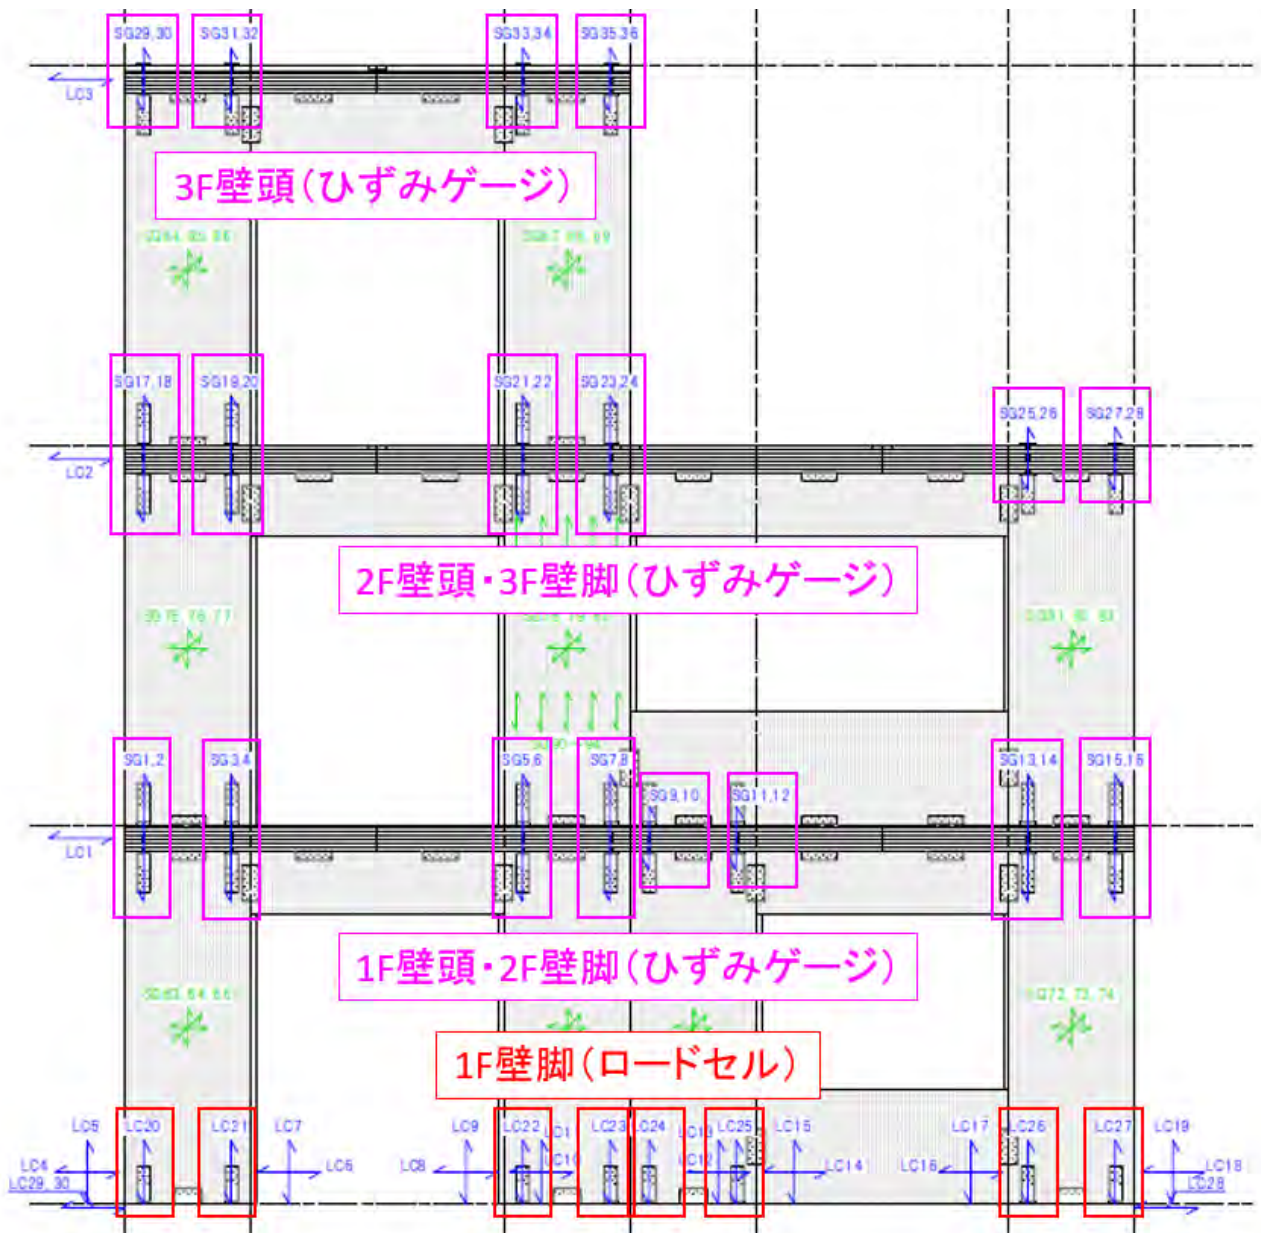 SG29,30 SG31,32 SG33,34 SG35,36
LC3
3F壁頭(ひずみゲージ)
SG17,18 SG19,20 SG21,22 SG23,24
SG25,26 SG27,28
LC2
2F壁頭・3F壁脚(ひずみゲージ)
SG1,2 SG3,4 SG5,6 SG7,8 SG13,14 SG15,16
SG9,10 SG11,12
LC1
1F壁頭・2F壁脚(ひずみゲージ)
SG72,73,74
1F壁脚(ロードセル)
LC5 LC20 LC21 LC7 LC9 LC22 LC23 LC24 LC25 LC15 LC17 LC26 LC27 LC19
LC4 LC6 LC8 LC10 LC12 LC14 LC16 LC18
LC29,30 LC28